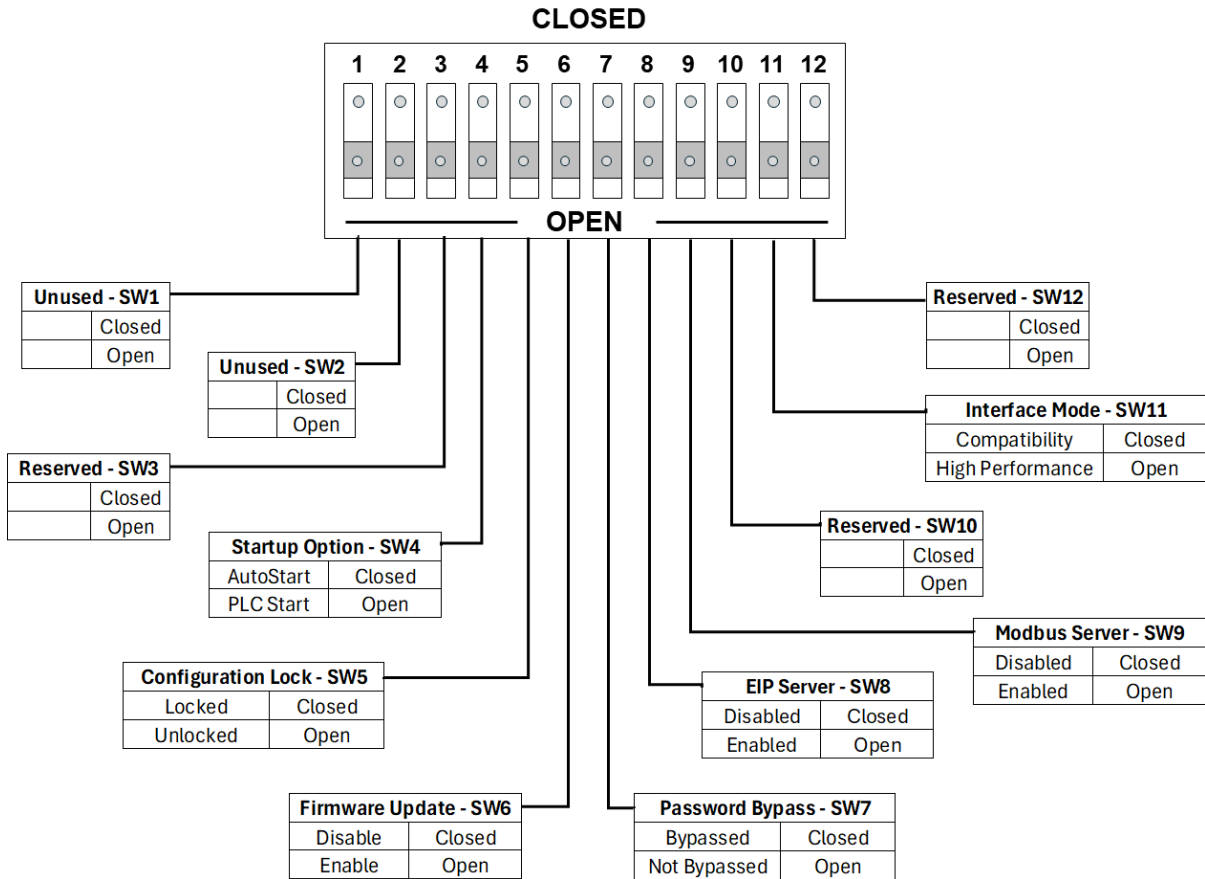 CLOSED
1 2 3 4 5 6 7 8 9 10 11 12
OPEN
Unused - SW1
Closed
Open
Unused - SW2
Closed
Open
Reserved - SW3
Closed
Open
Startup Option - SW4
AutoStart Closed
PLC Start Open
Configuration Lock - SW5
Locked Closed
Unlocked Open
Firmware Update - SW6
Disable Closed
Enable Open
Password Bypass - SW7
Bypassed Closed
Not Bypassed Open
EIP Server - SW8
Disabled Closed
Enabled Open
Modbus Server - SW9
Disabled Closed
Enabled Open
Reserved - SW10
Closed
Open
Interface Mode - SW11
Compatibility Closed
High Performance Open
Reserved - SW12
Closed
Open